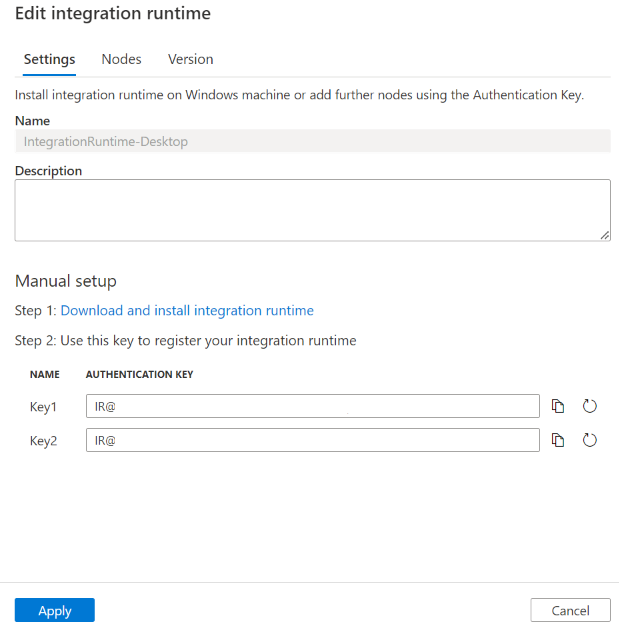 Edit integration runtime
Settings Nodes Version
Install integration runtime on Windows machine or add further nodes using the Authentication Key.
Name
IntegrationRuntime-Desktop
Description
Manual setup
Step 1: Download and install integration runtime
Step 2: Use this key to register your integration runtime
NAME AUTHENTICATION KEY
Key1 IR@
Key2 IR@
Apply Cancel